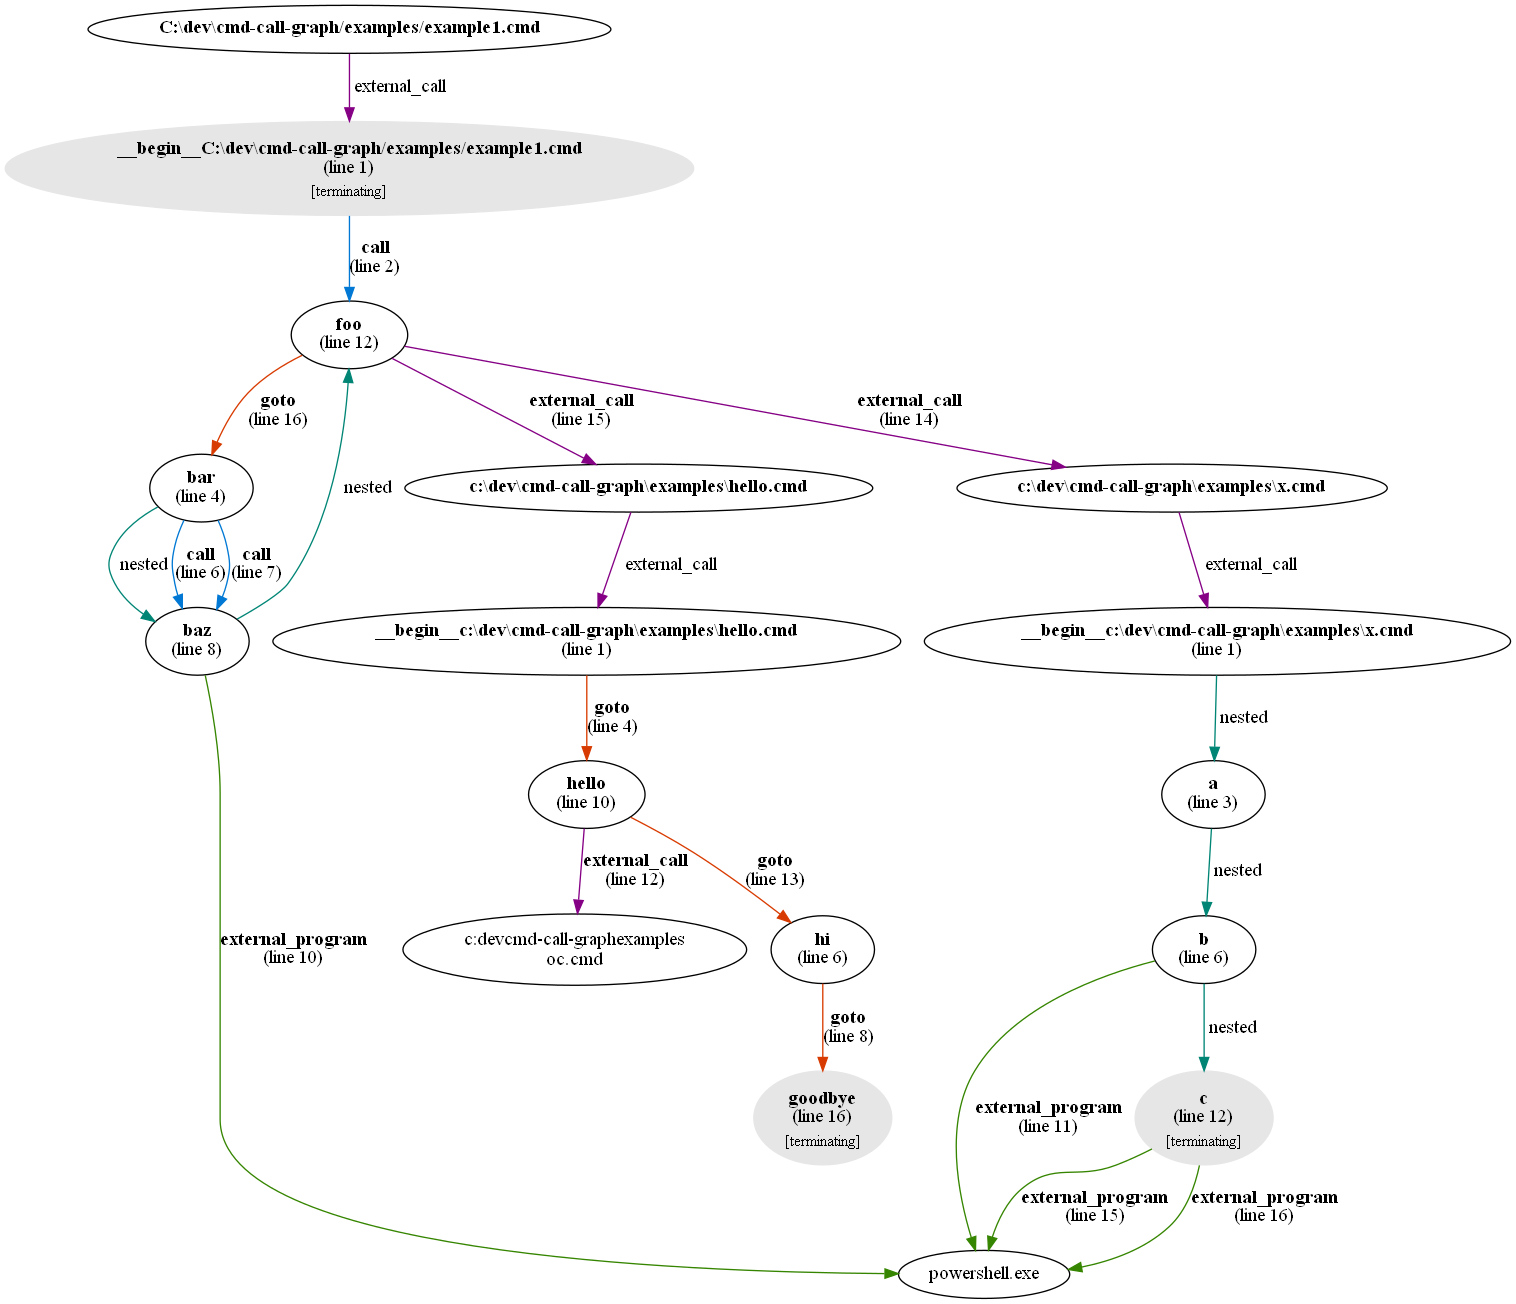 C:\dev\cmd-call-graph/examples/example1.cmd
external_call
__begin__C:\dev\cmd-call-graph/examples/example1.cmd
(line 1)
[terminating]
call
(line 2)
foo
(line 12)
goto
(line 16)
external_call
(line 15)
external_call
(line 14)
bar
(line 4)
nested
c:\dev\cmd-call-graph\examples\hello.cmd
c:\dev\cmd-call-graph\examples\x.cmd
nested
call
(line 6)
call
(line 7)
external_call
external_call
baz
(line 8)
__begin__c:\dev\cmd-call-graph\examples\hello.cmd
(line 1)
__begin__c:\dev\cmd-call-graph\examples\x.cmd
(line 1)
goto
(line 4)
nested
hello
(line 10)
a
(line 3)
external_call
(line 12)
goto
(line 13)
nested
external_program
(line 10)
c:devcmd-call-graphexamples
oc.cmd
hi
(line 6)
b
(line 6)
goto
(line 8)
nested
goodbye
(line 16)
[terminating]
external_program
(line 11)
c
(line 12)
[terminating]
external_program
(line 15)
external_program
(line 16)
powershell.exe